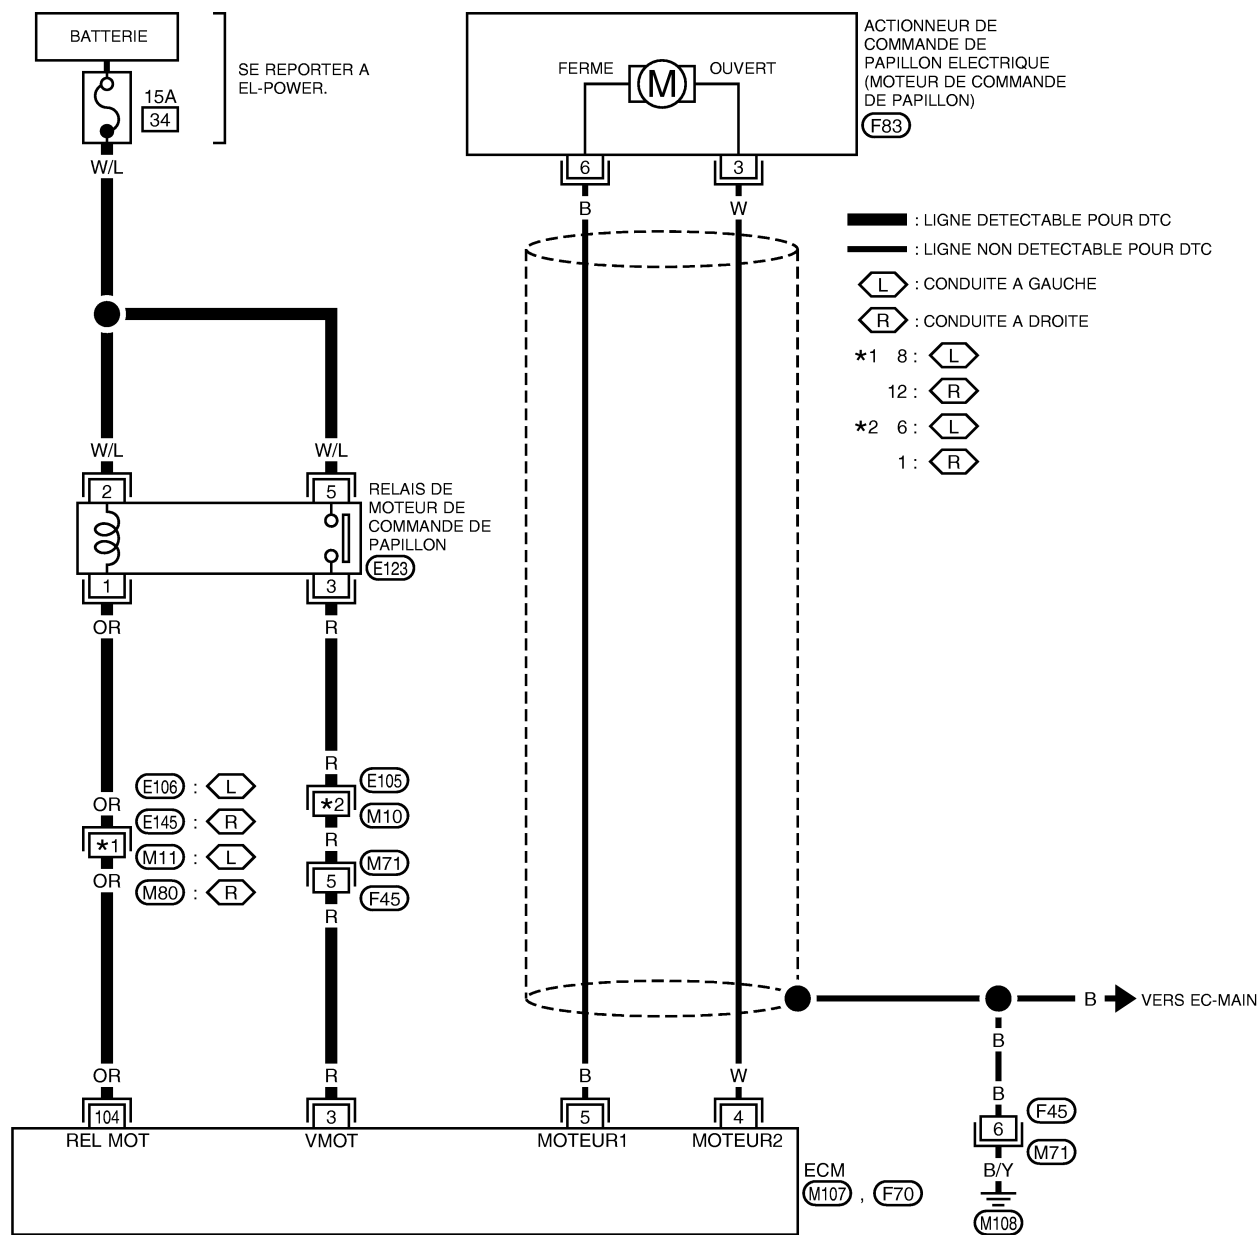 BATTERIE
15A
34
SE REPORTER A
EL-POWER.
W/L
W/L
W/L
2
5
RELAIS DE
MOTEUR DE
COMMANDE DE
PAPILLON
E123
1
3
OR
R
OR
E106 : L
E145 : R
*1
M11 : L
M80 : R
OR
R
E105
*2
M10
R
M71
5
F45
R
OR
R
104
3
REL MOT
VMOT
FERME
M
OUVERT
ACTIONNEUR DE
COMMANDE DE
PAPILLON ELECTRIQUE
(MOTEUR DE COMMANDE
DE PAPILLON)
F83
6
3
B
W
: LIGNE DETECTABLE POUR DTC
: LIGNE NON DETECTABLE POUR DTC
L : CONDUITE A GAUCHE
R : CONDUITE A DROITE
*1 8 : L
12 : R
*2 6 : L
1 : R
B
W
5
4
MOTEUR1
MOTEUR2
ECM
M107 , F70
B
VERS EC-MAIN
B
B
F45
6
M71
B/Y
M108